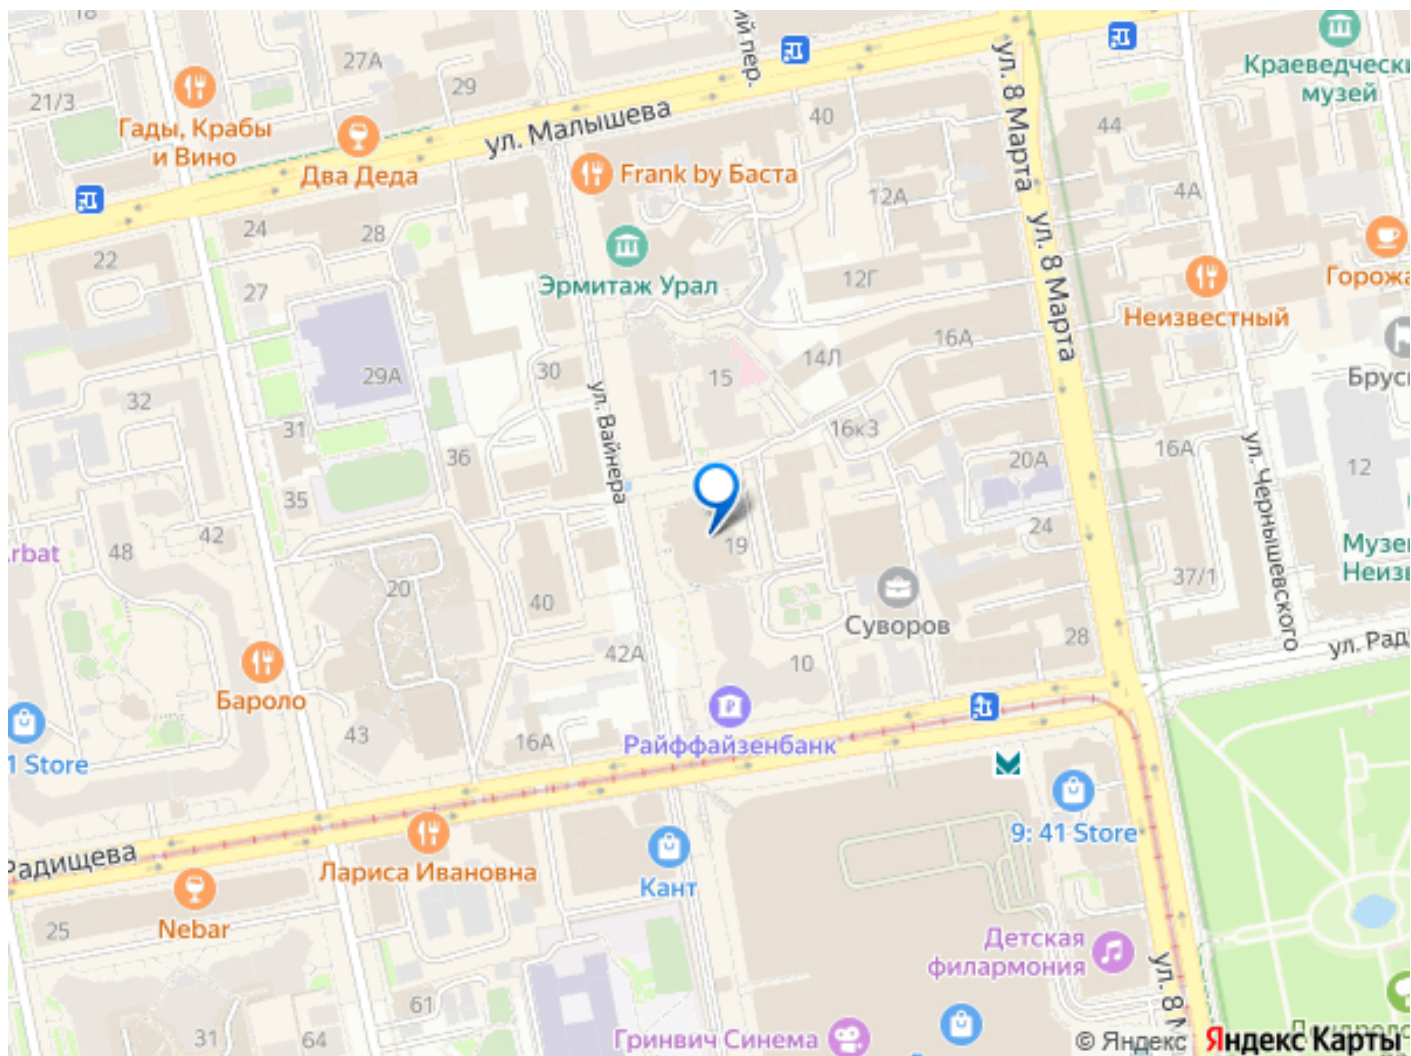 18
27А
29
21/3
Гады, Крабы
и Вино
Два Деда
ул. Малышева
ий пер.
40
Frank by Баста
ул. 8 Марта
44
Краеведчески
музей
4А
12А
24
28
22
27
Эрмитаж Урал
12Г
ул. 8 Марта
Неизвестный
Горожа
16А
14Л
15
30
29А
32
31
Брус
ул. Вайнера
16к3
36
20А
16А
ул. Чернышевского
12
35
42
48
rbat
24
19
Музе
Неизв
37/1
20
40
Суворов
42А
10
28
ул. Рад
Бароло
43
16А
Райффайзенбанк
1 Store
Радищева
Лариса Ивановна
9: 41 Store
Кант
Nebar
25
Детская
филармония
ул. 8 М
61
31
64
Гринвич Синема
© Яндекс
Яндекс Карты